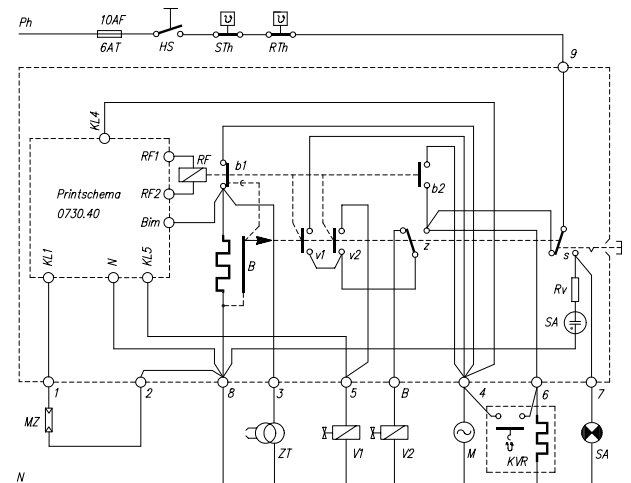 Ph
10AF
6AT
HS
STh
RTh
9
KL4
RF1
RF
b1
Printschema
0730.40
RF2
b2
Bim
KL1
N
KL5
B
v1
v2
z
s
Rv
SA
1
2
8
3
5
B
4
6
7
MZ
ZT
V1
V2
M
KVR
SA
N